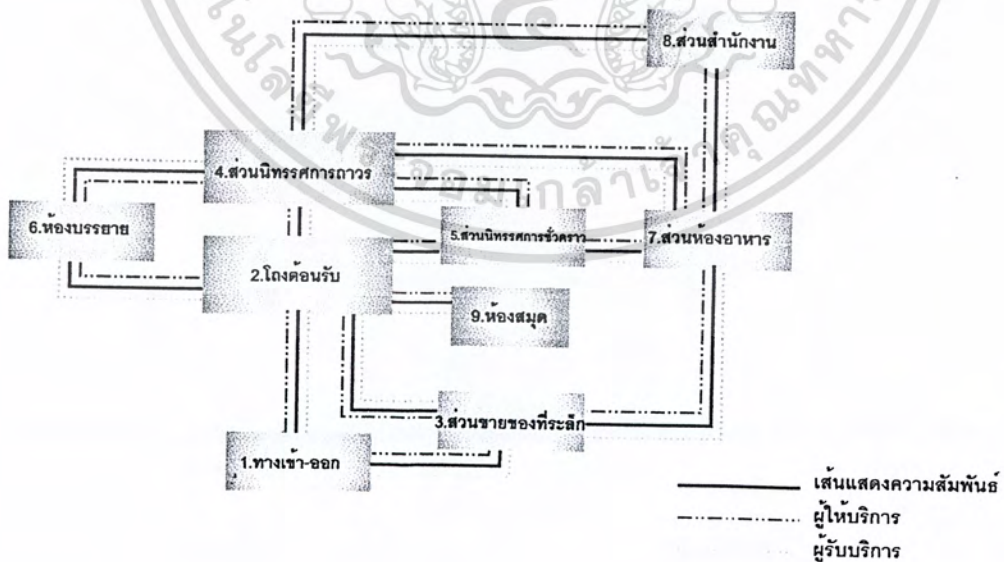 8.ส่วนสำนักงาน
4.ส่วนนิทรรศการถาวร
6.ห้องบรรยาย
5.ส่วนนิทรรศการชั่วคราว
7.ส่วนห้องอาหาร
2.โถงต้อนรับ
9.ห้องสมุด
3.ส่วนขายของที่ระลึก
1.ทางเข้า-ออก
เส้นแสดงความสัมพันธ์
ผู้ให้บริการ
ผู้รับบริการ